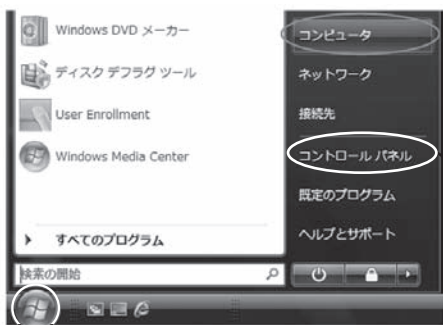 Windows DVD メーカー
ディスク デフラグ ツール
User Enrollment
Windows Media Center
すべてのプログラム
検索の開始
コンピュータ
ネットワーク
接続先
コントロール パネル
既定のプログラム
ヘルプとサポート